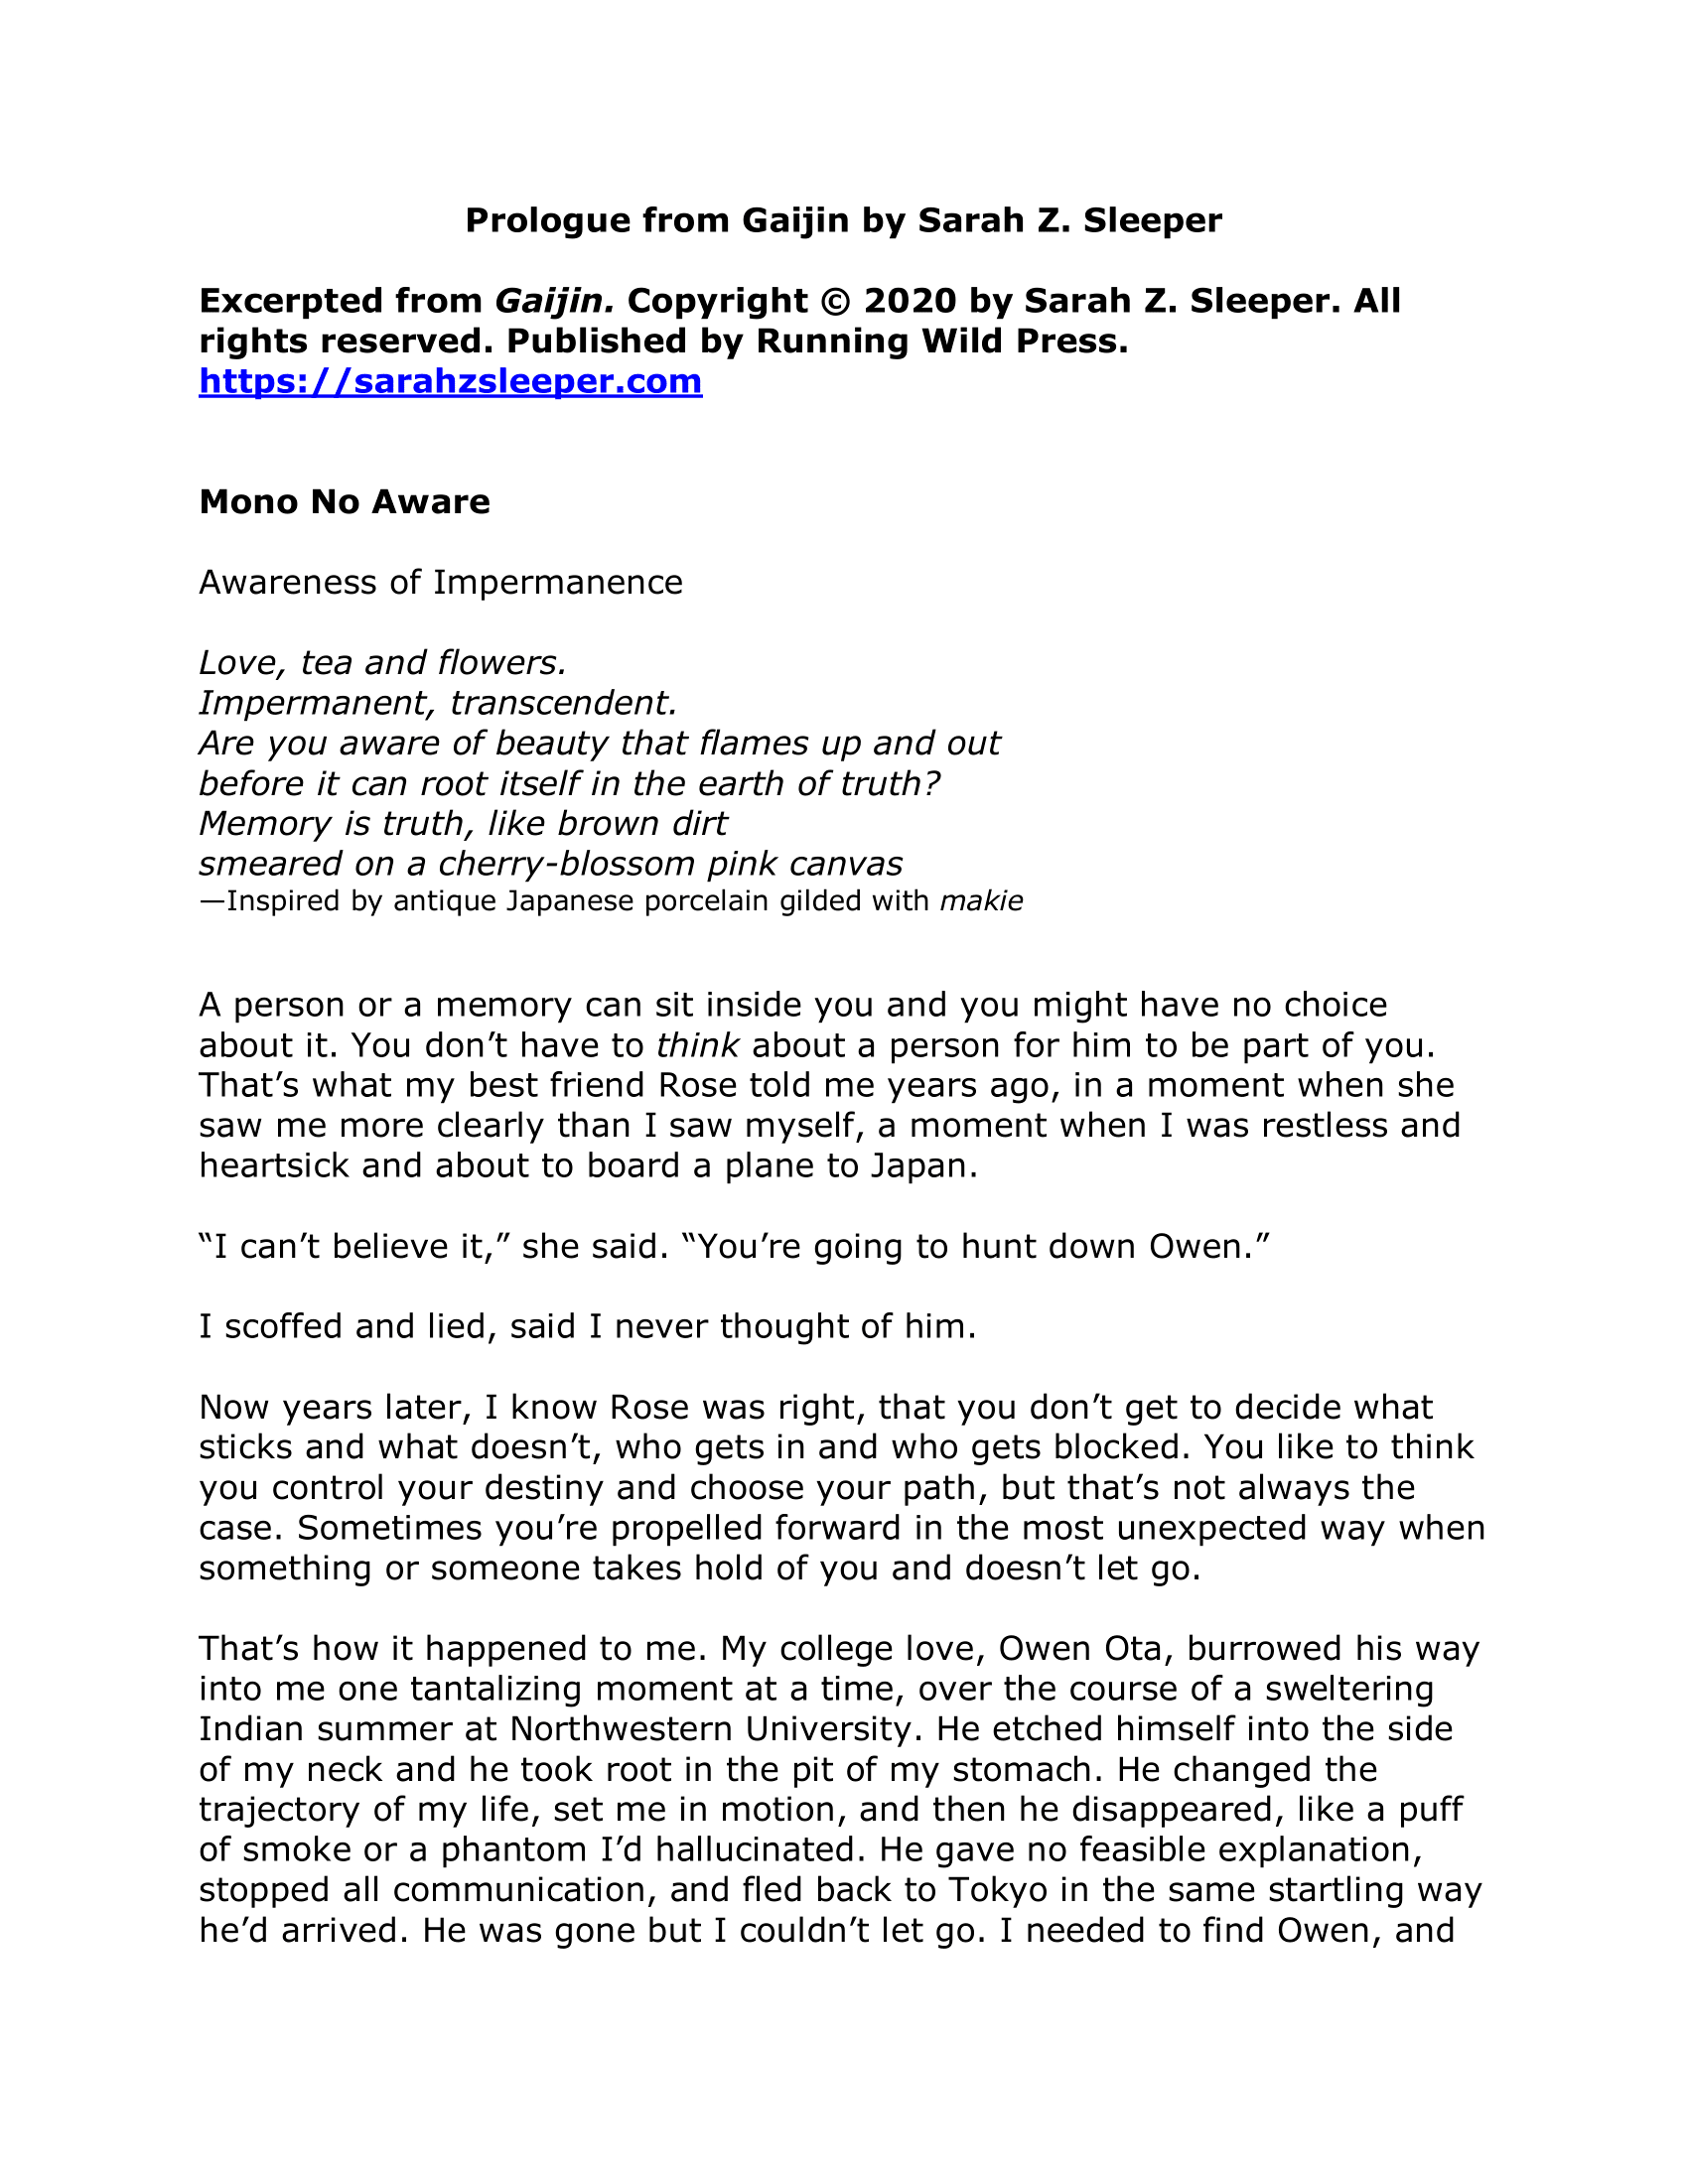 Prologue from Gaijin by Sarah Z. Sleeper
Excerpted from Gaijin. Copyright © 2020 by Sarah Z. Sleeper. All
rights reserved. Published by Running Wild Press.
https://sarahzsleeper.com
Mono No Aware
Awareness of Impermanence
Love, tea and flowers.
Impermanent, transcendent.
Are you aware of beauty that flames up and out
before it can root itself in the earth of truth?
Memory is truth, like brown dirt
smeared on a cherry-blossom pink canvas
—Inspired by antique Japanese porcelain gilded with makie
A person or a memory can sit inside you and you might have no choice
about it. You don’t have to think about a person for him to be part of you.
That’s what my best friend Rose told me years ago, in a moment when she
saw me more clearly than I saw myself, a moment when I was restless and
heartsick and about to board a plane to Japan.
“I can’t believe it,” she said. “You’re going to hunt down Owen.”
I scoffed and lied, said I never thought of him.
Now years later, I know Rose was right, that you don’t get to decide what
sticks and what doesn’t, who gets in and who gets blocked. You like to think
you control your destiny and choose your path, but that’s not always the
case. Sometimes you’re propelled forward in the most unexpected way when
something or someone takes hold of you and doesn’t let go.
That’s how it happened to me. My college love, Owen Ota, burrowed his way
into me one tantalizing moment at a time, over the course of a sweltering
Indian summer at Northwestern University. He etched himself into the side
of my neck and he took root in the pit of my stomach. He changed the
trajectory of my life, set me in motion, and then he disappeared, like a puff
of smoke or a phantom I’d hallucinated. He gave no feasible explanation,
stopped all communication, and fled back to Tokyo in the same startling way
he’d arrived. He was gone but I couldn’t let go. I needed to find Owen, and